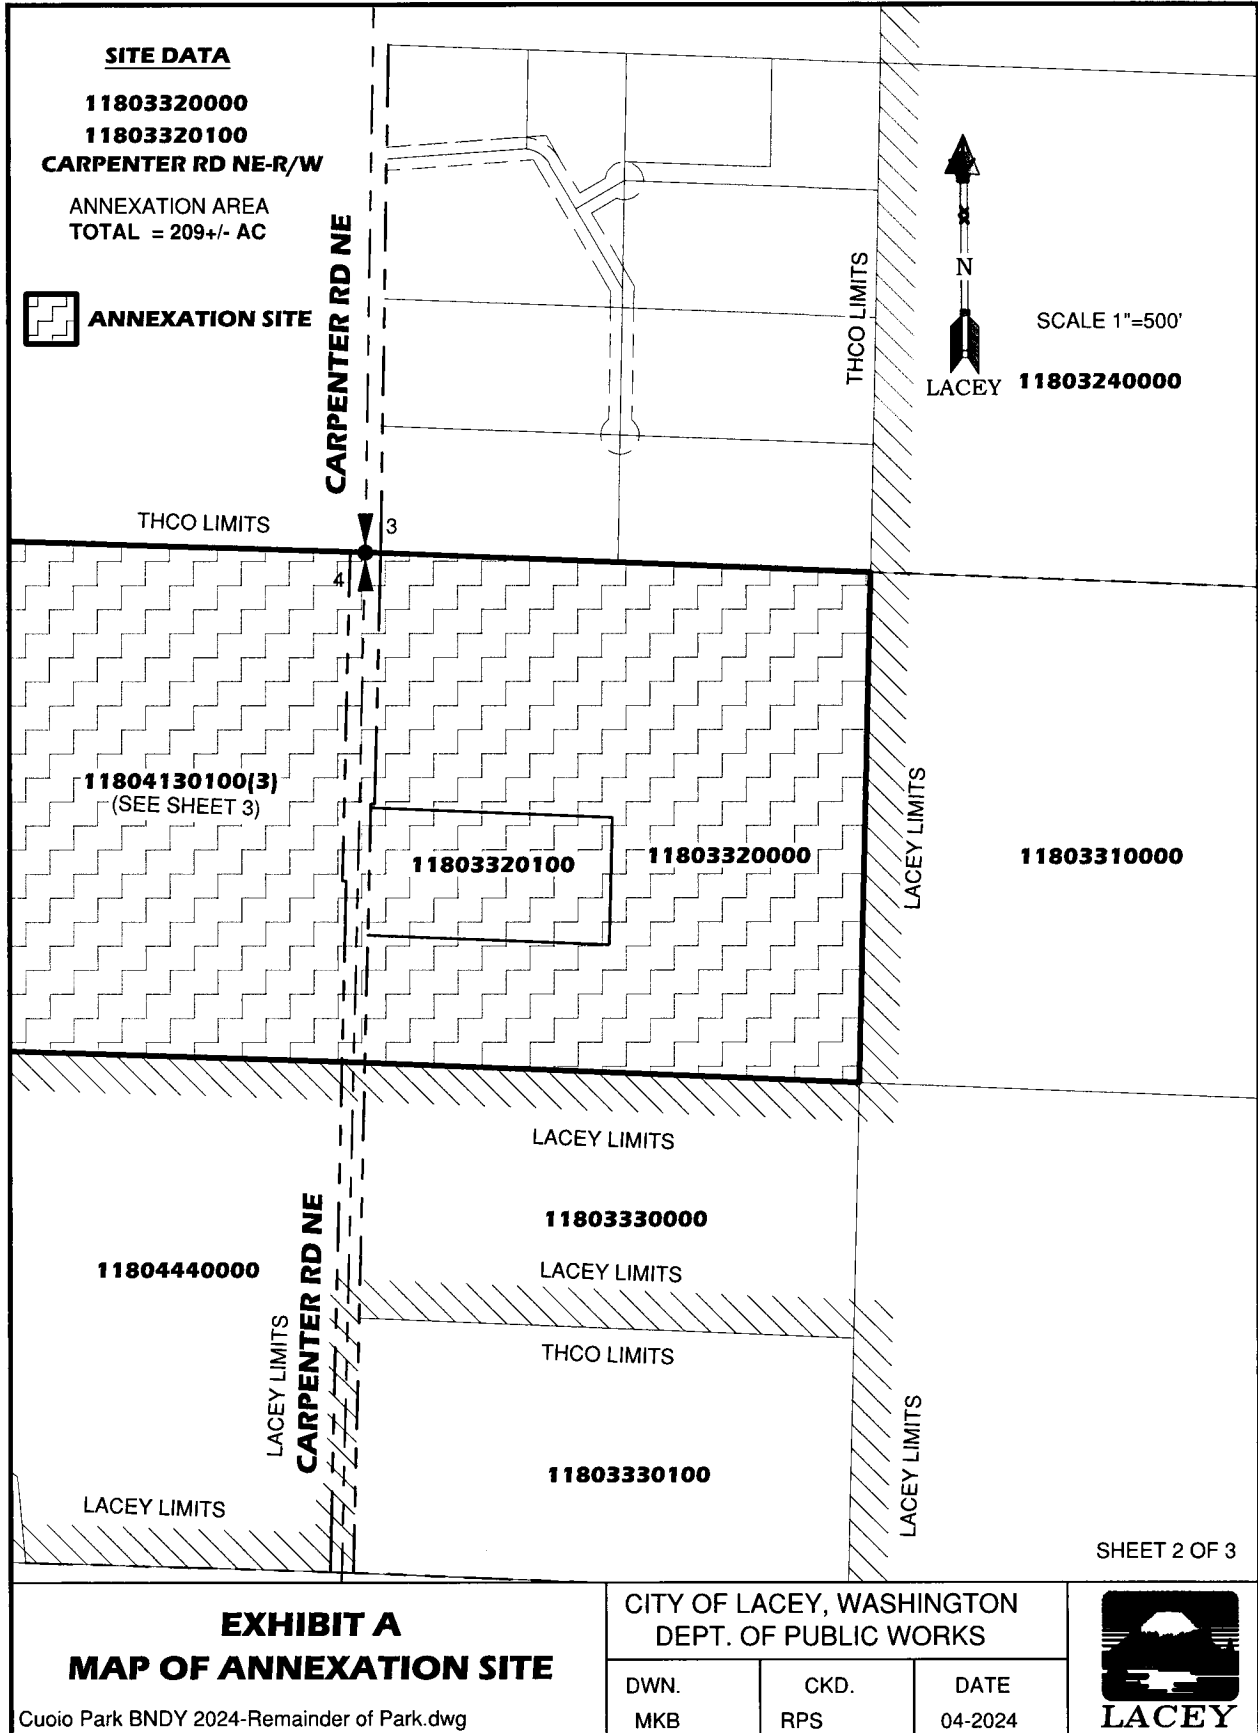 SITE DATA
11803320000
11803320100
CARPENTER RD NE-R/W
ANNEXATION AREA
TOTAL = 209+/- AC
ANNEXATION SITE
CARPENTER RD NE
THCO LIMITS
N
LACEY
SCALE 1"=500'
11803240000
THCO LIMITS
3
4
11804130100(3)
(SEE SHEET 3)
11803320100
11803320000
LACEY LIMITS
11803310000
LACEY LIMITS
11803330000
11804440000
CARPENTER RD NE
LACEY LIMITS
LACEY LIMITS
THCO LIMITS
11803330100
LACEY LIMITS
LACEY LIMITS
SHEET 2 OF 3
EXHIBIT A
MAP OF ANNEXATION SITE
Cuoio Park BNDY 2024-Remainder of Park.dwg
CITY OF LACEY, WASHINGTON
DEPT. OF PUBLIC WORKS
DWN.
MKB
CKD.
RPS
DATE
04-2024
LACEY